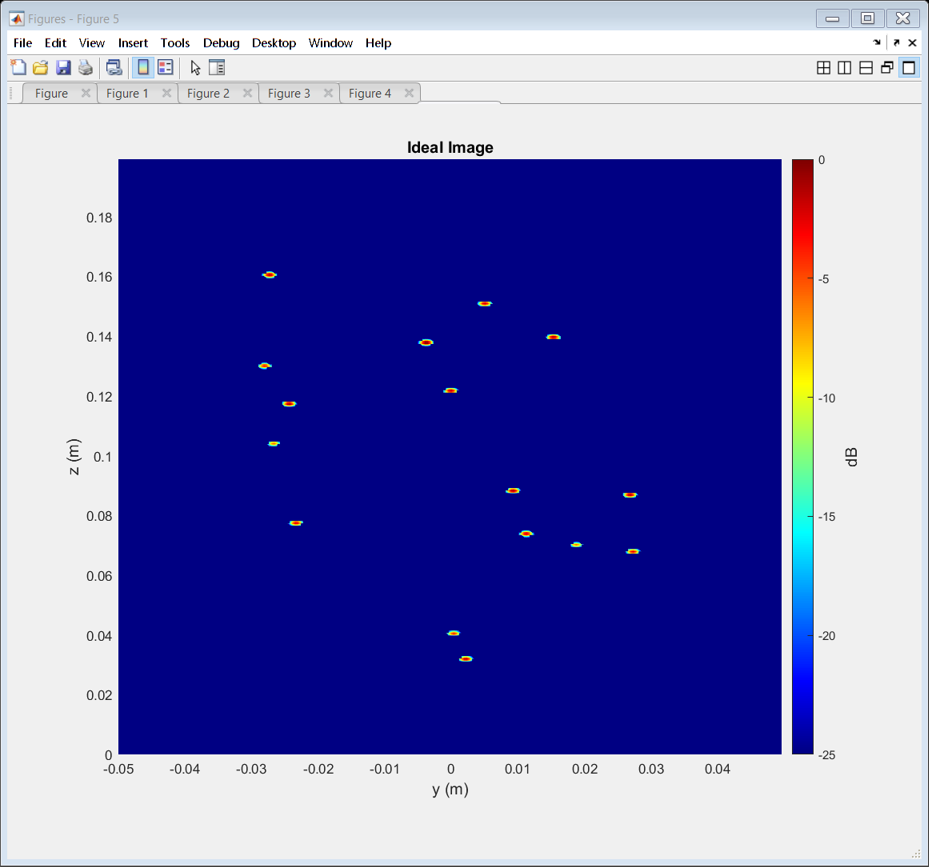 Figures - Figure 5
File Edit View Insert Tools Debug Desktop Window Help
Figure Figure 1 Figure 2 Figure 3 Figure 4
Ideal Image
0.18
0.16
0.14
0.12
0.1
0.08
0.06
0.04
0.02
0
z (m)
-0.05 -0.04 -0.03 -0.02 -0.01 0 0.01 0.02 0.03 0.04
y (m)
0
-5
-10
-15
-20
-25
dB